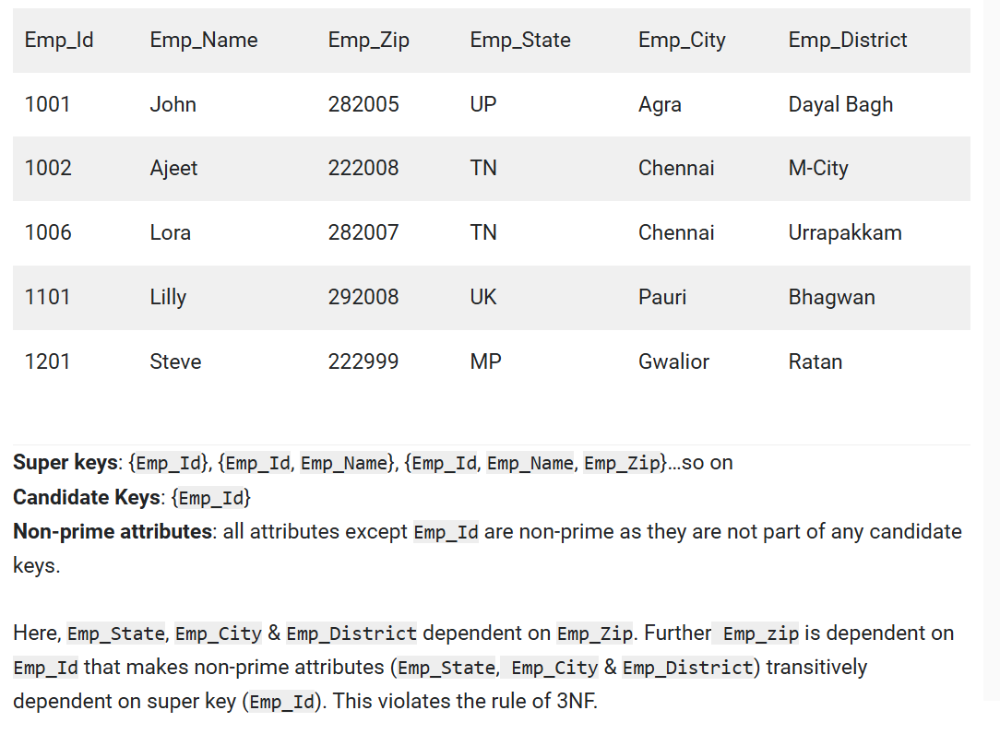 Emp_Id Emp_Name Emp_Zip Emp_State Emp_City Emp_District
1001 John 282005 UP Agra Dayal Bagh
1002 Ajeet 222008 TN Chennai M-City
1006 Lora 282007 TN Chennai Urrapakkam
1101 Lilly 292008 UK Pauri Bhagwan
1201 Steve 222999 MP Gwalior Ratan
Super keys: {Emp_Id}, {Emp_Id, Emp_Name}, {Emp_Id, Emp_Name, Emp_Zip}…so on
Candidate Keys: {Emp_Id}
Non-prime attributes: all attributes except Emp_Id are non-prime as they are not part of any candidate
keys.
Here, Emp_State, Emp_City & Emp_District dependent on Emp_Zip. Further Emp_zip is dependent on
Emp_Id that makes non-prime attributes (Emp_State, Emp_City & Emp_District) transitively
dependent on super key (Emp_Id). This violates the rule of 3NF.